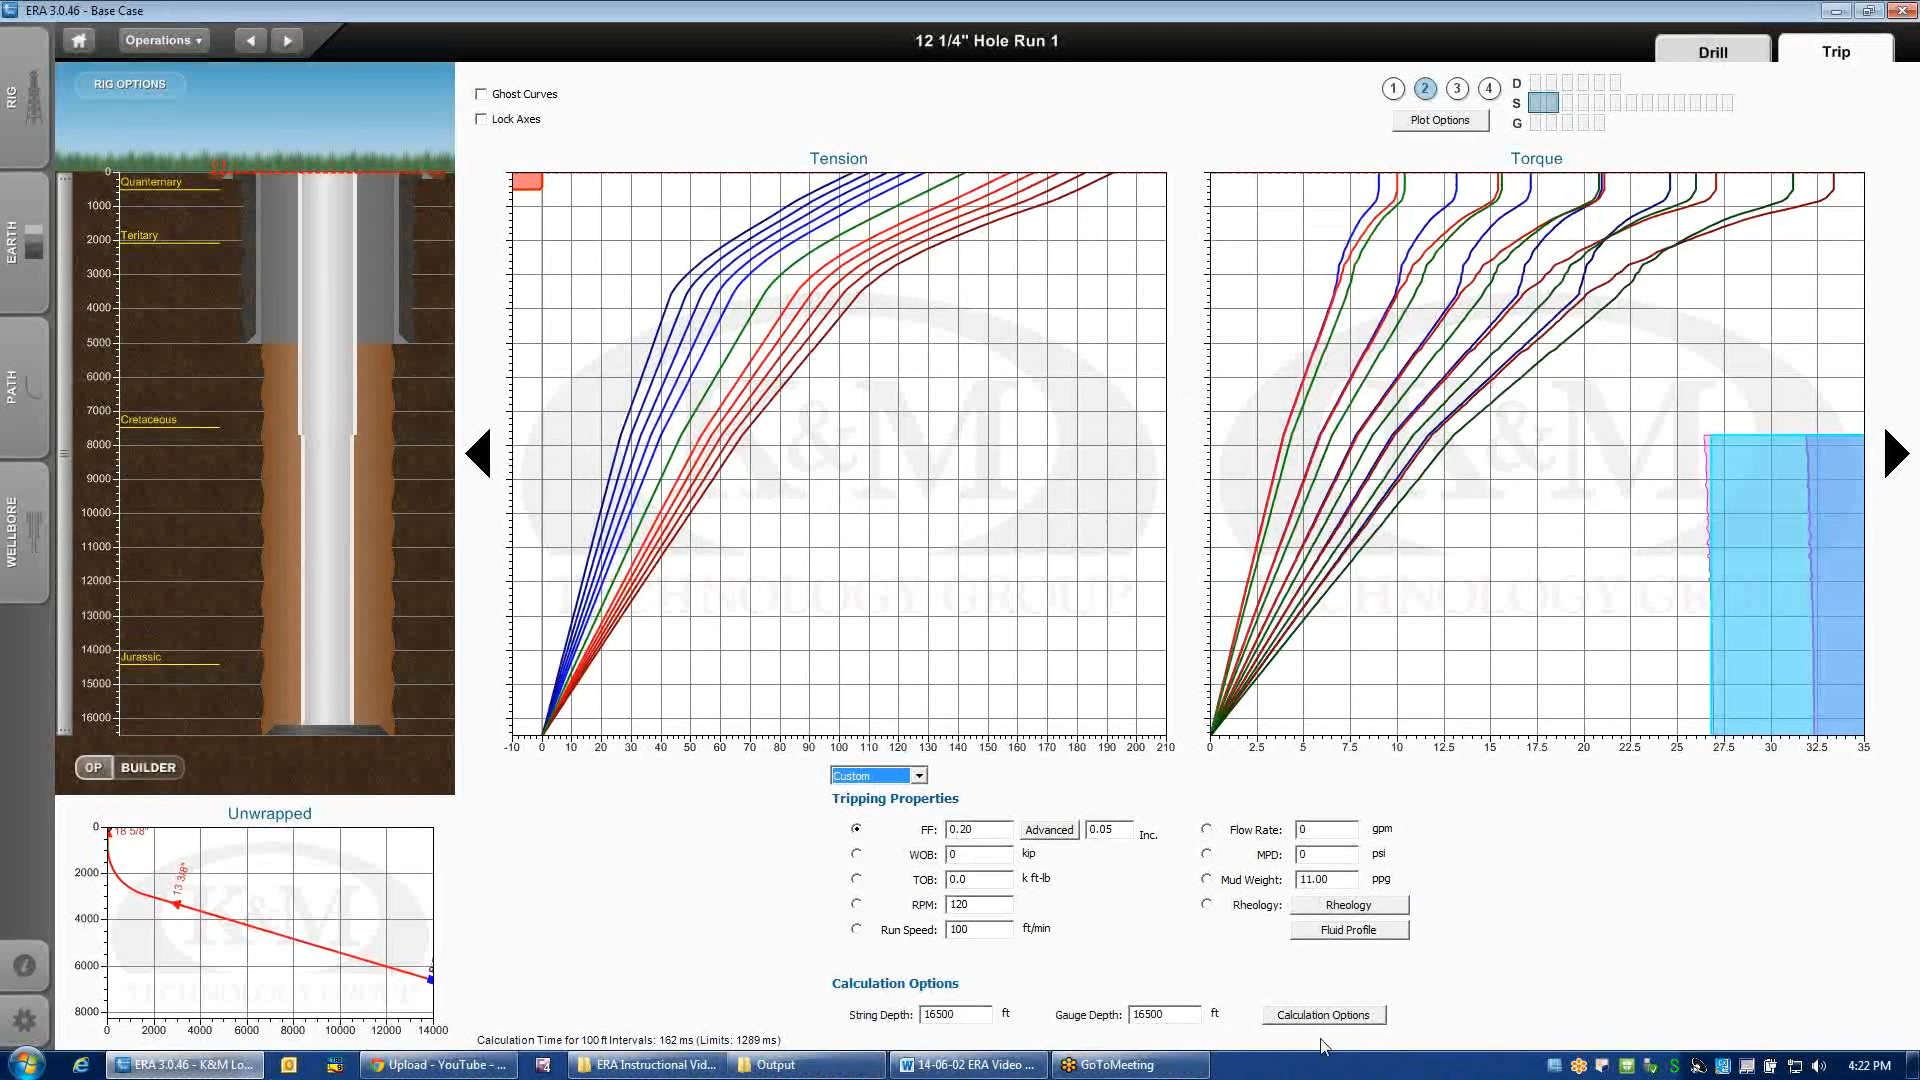 ERA 3.0.46 - Base Case
Operations
12 1/4" Hole Run 1
Drill
Trip
RIG
EARTH
PATH
WELLBORE
RIG OPTIONS
Ghost Curves
Lock Axes
1 2 3 4
Plot Options
D
S
G
0
1000
2000
3000
4000
5000
6000
7000
8000
9000
10000
11000
12000
13000
14000
15000
16000
Quanternary
Teritary
Cretaceous
Jurassic
OP BUILDER
Tension
K&M
TECHNOLOGY GROUP
-10 0 10 20 30 40 50 60 70 80 90 100 110 120 130 140 150 160 170 180 190 200 210
Torque
K&M
TECHNOLOGY GROUP
0 2.5 5 7.5 10 12.5 15 17.5 20 22.5 25 27.5 30 32.5 35
Unwrapped
18 5/8"
13 3/8"
K&M
TECHNOLOGY GROUP
0
2000
4000
6000
8000
0 2000 4000 6000 8000 10000 12000 14000
Custom
Tripping Properties
FF: 0.20 Advanced 0.05 Inc.
WOB: 0 kip
TOB: 0.0 k ft-lb
RPM: 120
Run Speed: 100 ft/min
Flow Rate: 0 gpm
MPD: 0 psi
Mud Weight: 11.00 ppg
Rheology: Rheology
Fluid Profile
Calculation Options
String Depth: 16500 ft
Gauge Depth: 16500 ft
Calculation Options
Calculation Time for 100 ft Intervals: 162 ms (Limits: 1289 ms)
ERA 3.0.46 - K&M Lo...
Upload - YouTube - ...
ERA Instructional Vid...
Output
14-06-02 ERA Video ...
GoToMeeting
4:22 PM